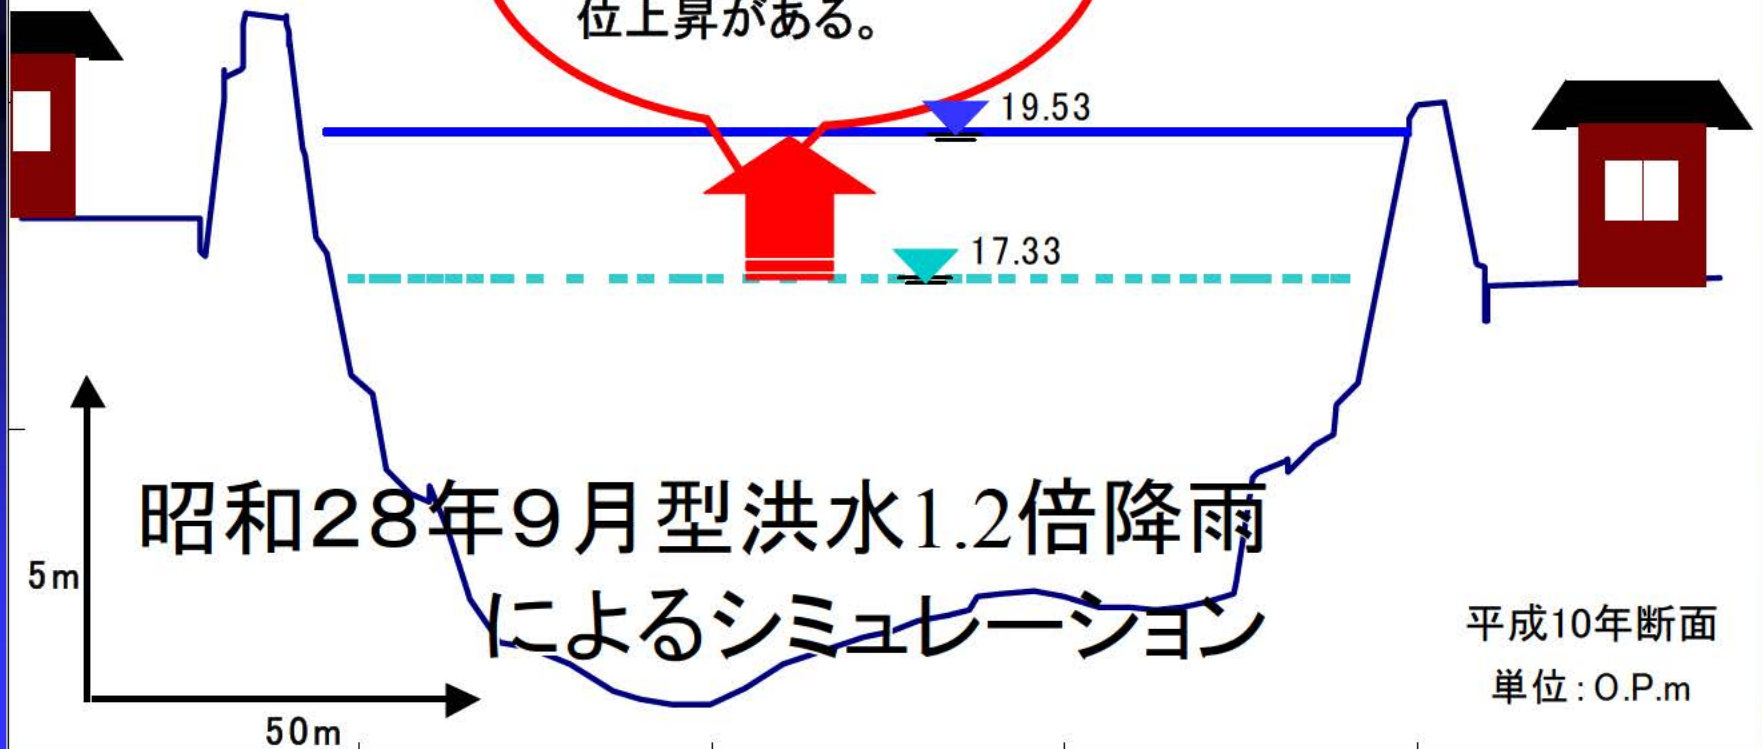 位上昇がある。
19.53
17.33
昭和28年9月型洪水1.2倍降雨
によるシミュレーション
5m
50m
平成10年断面
単位：O.P.m